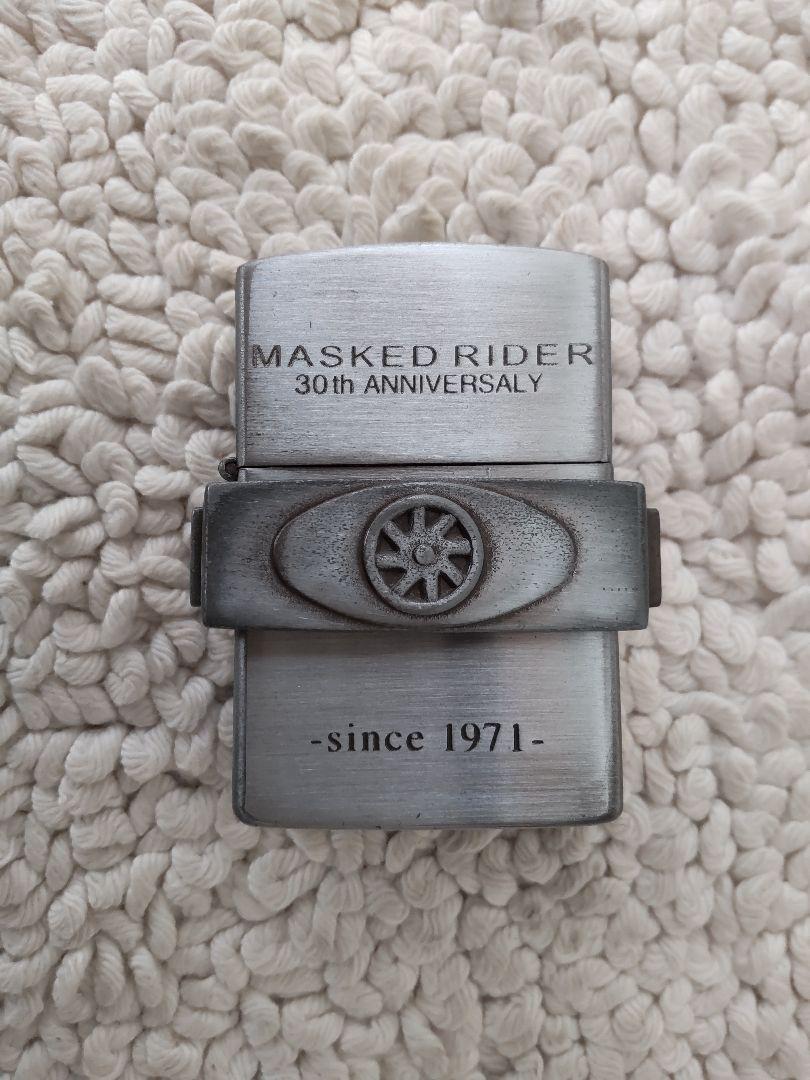 MASKED RIDER
30th ANNIVERSALY
-since 1971-